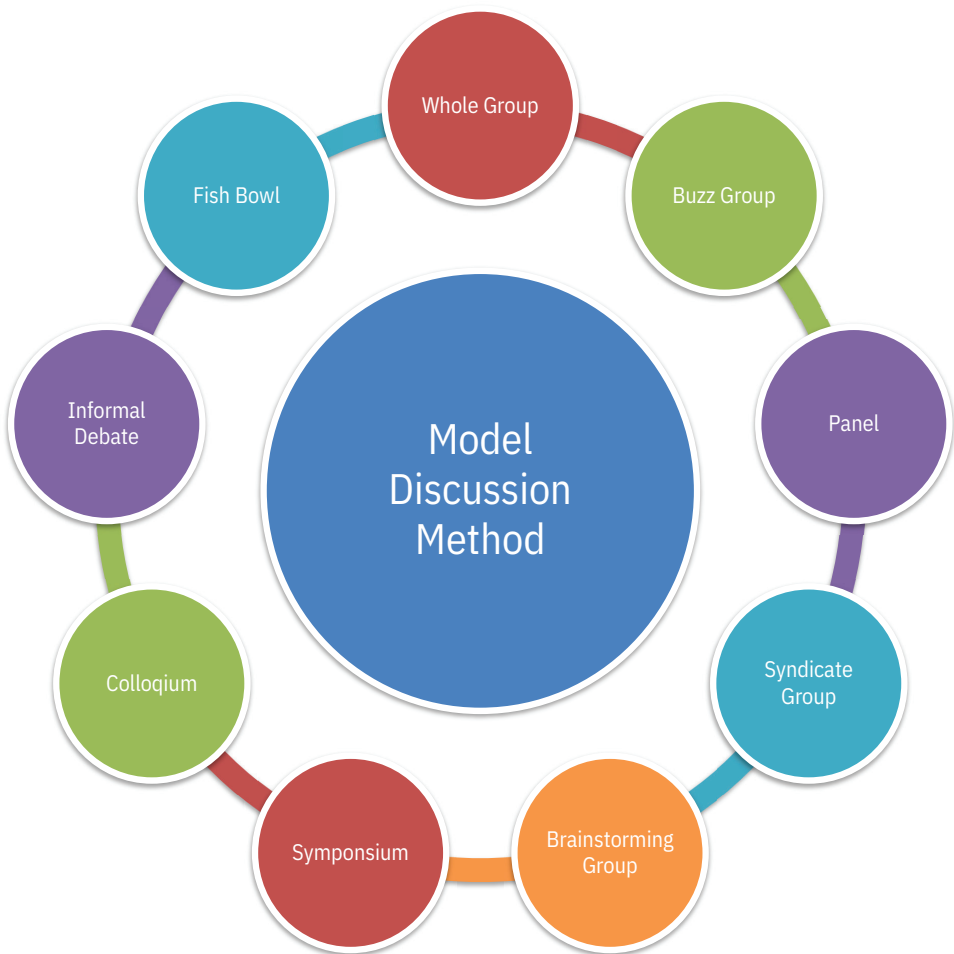 Whole Group
Buzz Group
Panel
Syndicate
Group
Brainstorming
Group
Symponsium
Colloqium
Informal
Debate
Fish Bowl
Model
Discussion
Method